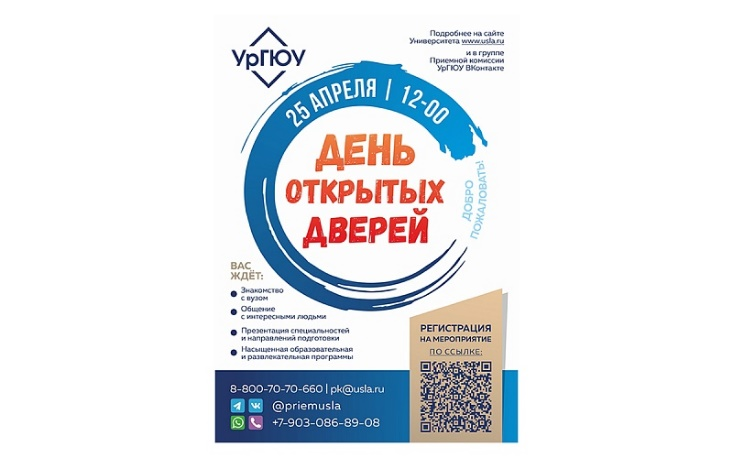 УрГЮУ
Подробнее на сайте
Университета www.usla.ru
и в группе
Приемной комиссии
УрГЮУ ВКонтакте
25 АПРЕЛЯ | 12-00
ДЕНЬ
ОТКРЫТЫХ
ДВЕРЕЙ
ДОБРО
ПОЖАЛОВАТЬ!
ВАС
ЖДЁТ:
Знакомство
с вузом
Общение
с интересными людьми
Презентация специальностей
и направлений подготовки
Насыщенная образовательная
и развлекательная программы
РЕГИСТРАЦИЯ
НА МЕРОПРИЯТИЕ
ПО ССЫЛКЕ:
8-800-70-70-660 | pk@usla.ru
@priemusla
+7-903-086-89-08